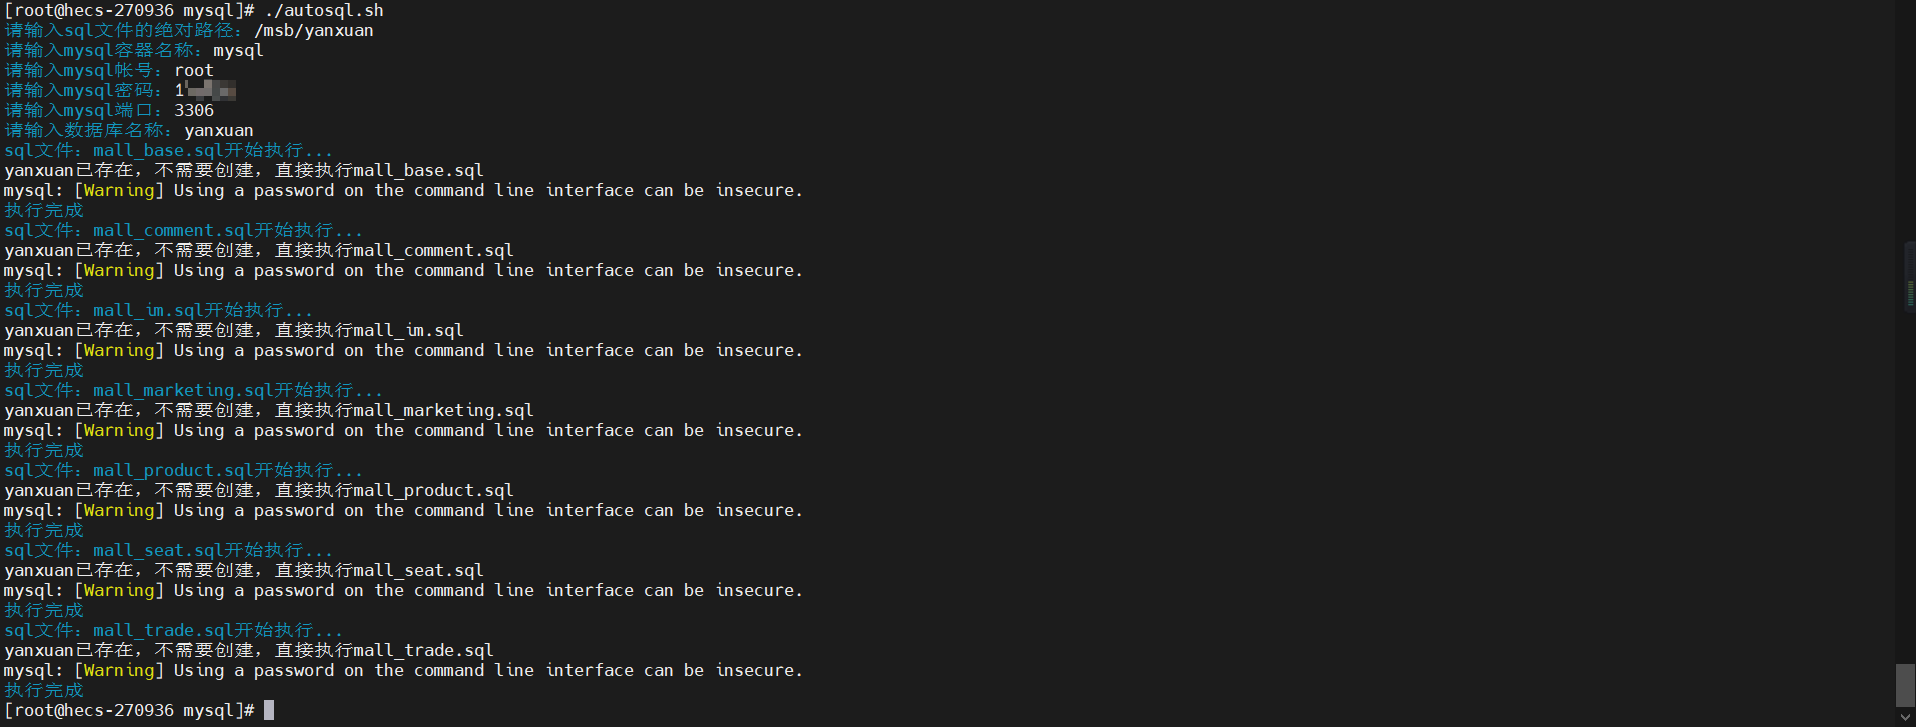 [root@hecs-270936 mysql]# ./autosql.sh
请输入sql文件的绝对路径：/msb/yanxuan
请输入mysql容器名称：mysql
请输入mysql帐号：root
请输入mysql密码：1
请输入mysql端口：3306
请输入数据库名称：yanxuan
sql文件：mall_base.sql开始执行...
yanxuan已存在，不需要创建，直接执行mall_base.sql
mysql: [Warning] Using a password on the command line interface can be insecure.
执行完成
sql文件：mall_comment.sql开始执行...
yanxuan已存在，不需要创建，直接执行mall_comment.sql
mysql: [Warning] Using a password on the command line interface can be insecure.
执行完成
sql文件：mall_im.sql开始执行...
yanxuan已存在，不需要创建，直接执行mall_im.sql
mysql: [Warning] Using a password on the command line interface can be insecure.
执行完成
sql文件：mall_marketing.sql开始执行...
yanxuan已存在，不需要创建，直接执行mall_marketing.sql
mysql: [Warning] Using a password on the command line interface can be insecure.
执行完成
sql文件：mall_product.sql开始执行...
yanxuan已存在，不需要创建，直接执行mall_product.sql
mysql: [Warning] Using a password on the command line interface can be insecure.
执行完成
sql文件：mall_seat.sql开始执行...
yanxuan已存在，不需要创建，直接执行mall_seat.sql
mysql: [Warning] Using a password on the command line interface can be insecure.
执行完成
sql文件：mall_trade.sql开始执行...
yanxuan已存在，不需要创建，直接执行mall_trade.sql
mysql: [Warning] Using a password on the command line interface can be insecure.
执行完成
[root@hecs-270936 mysql]#